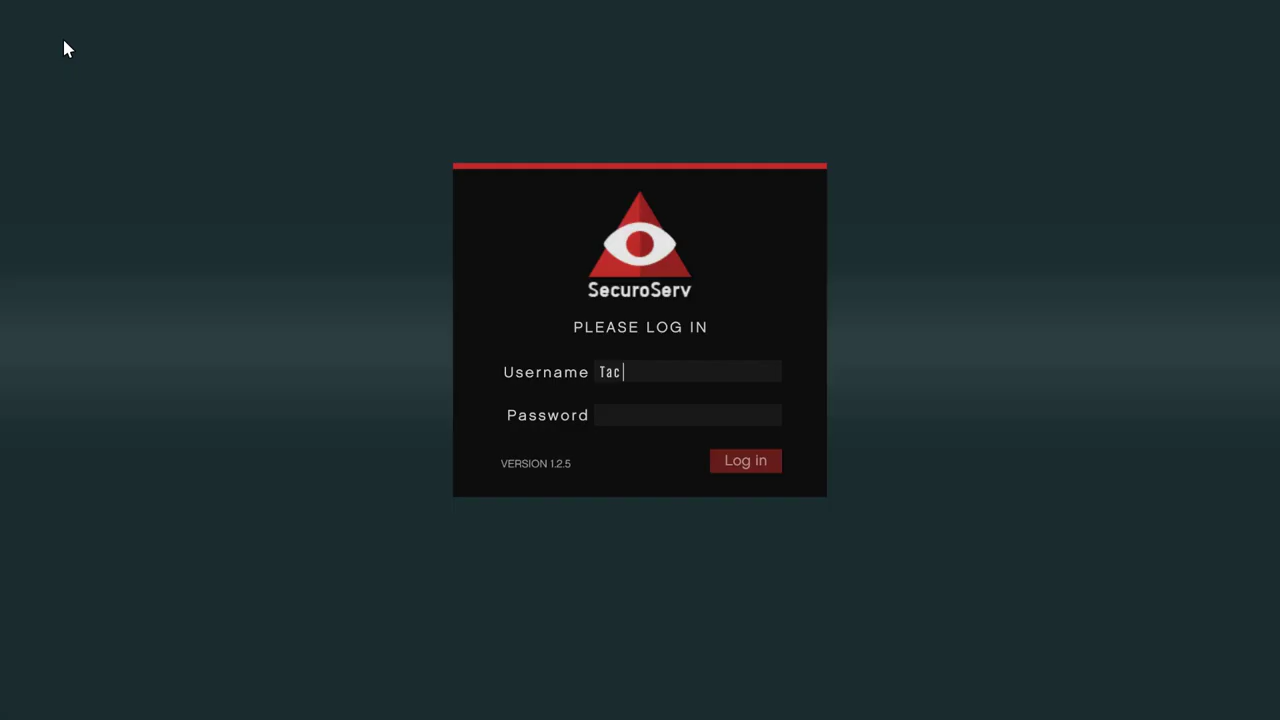 SecuroServ
PLEASE LOG IN
Username Tac
Password
VERSION 1.2.5 Log in